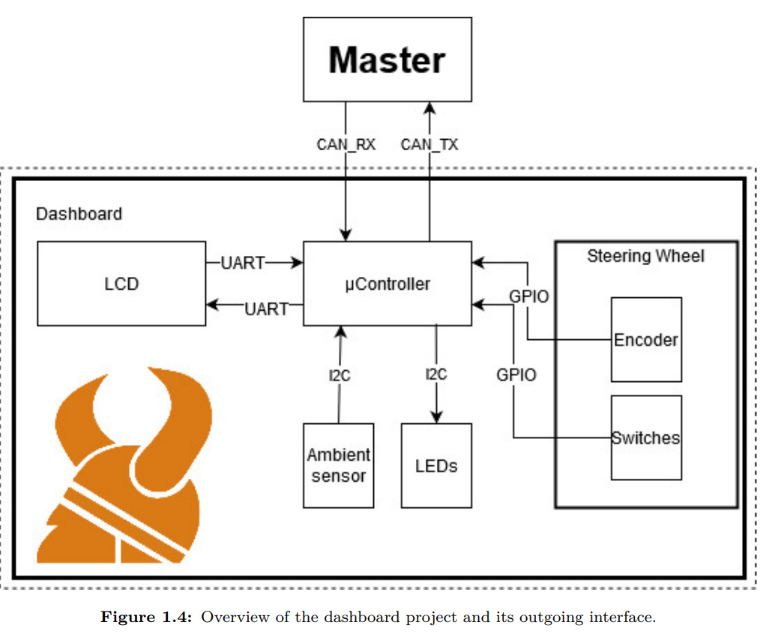 Master
CAN_RX
CAN_TX
Dashboard
LCD
UART
UART
µController
Steering Wheel
GPIO
Encoder
GPIO
Switches
I2C
I2C
Ambient
sensor
LEDs
Figure 1.4: Overview of the dashboard project and its outgoing interface.